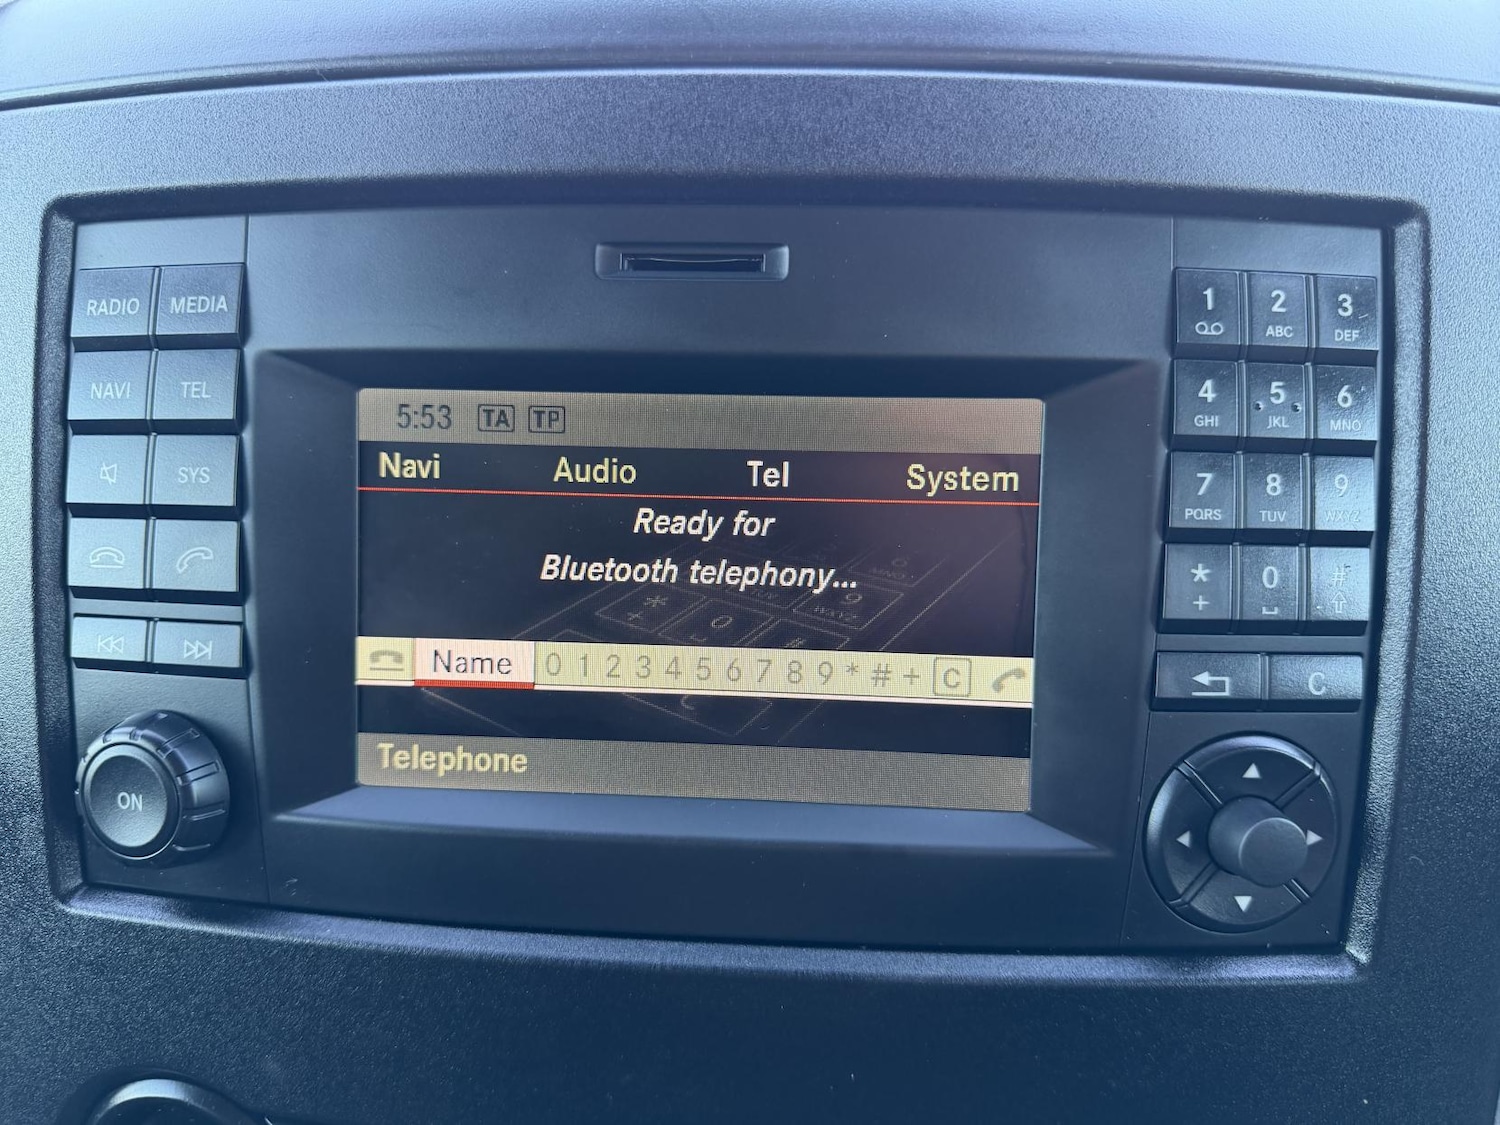 RADIO MEDIA
NAVI TEL
SYS
ON
5:53 TA TP
Navi Audio Tel System
Ready for
Bluetooth telephony...
Name 0 1 2 3 4 5 6 7 8 9 * # + C
Telephone
1 2 3
ABC DEF
4 5 6
GHI JKL MNO
7 8 9
PQRS TUV WXYZ
* 0 #
+
C